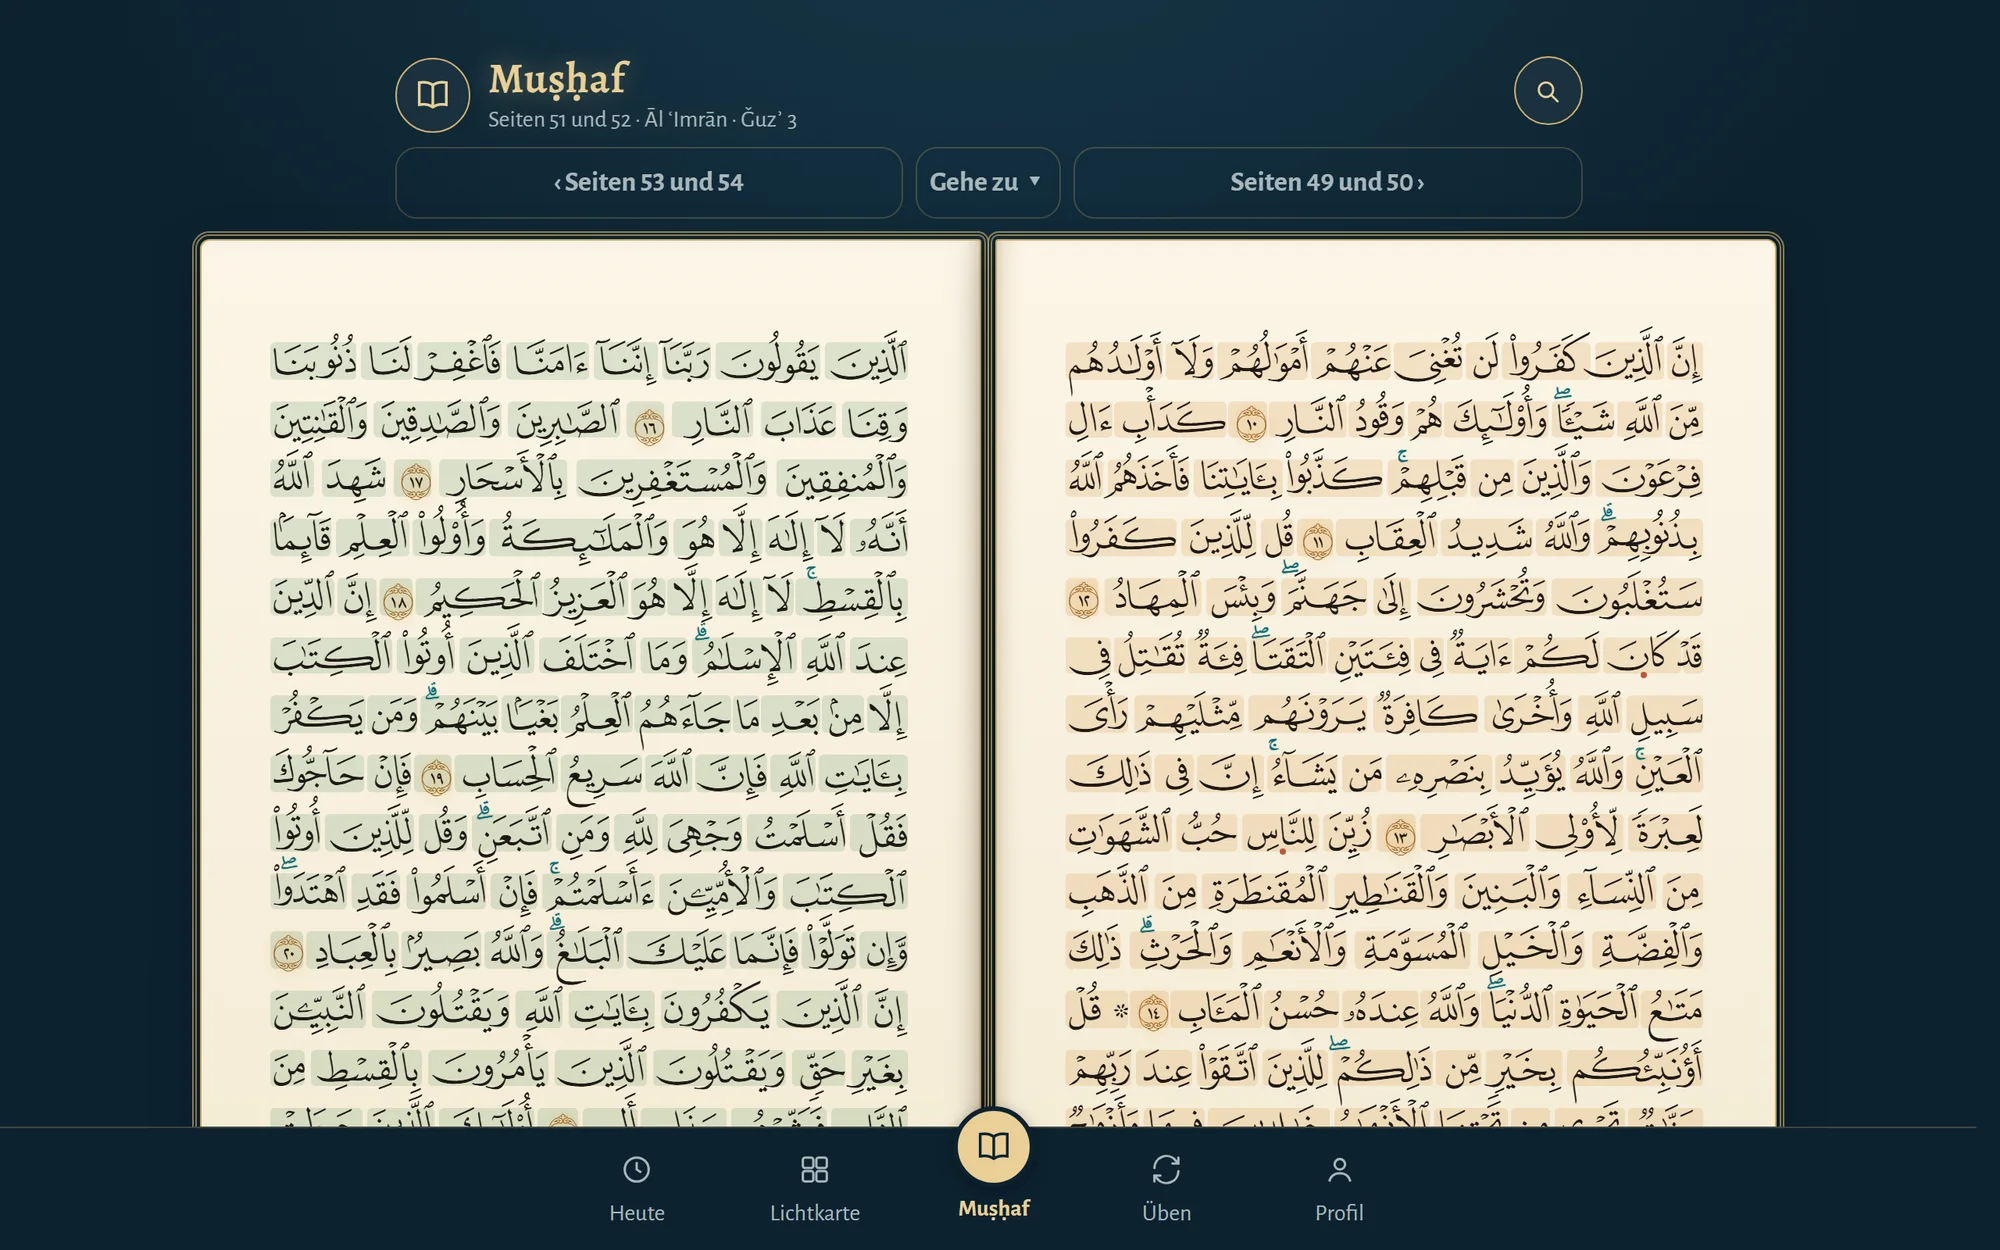 Muṣḥaf
Seiten 51 und 52 · Āl ʿImrān · Ǧuzʾ 3
‹ Seiten 53 und 54
Gehe zu ▼
Seiten 49 und 50 ›
إِنَّ ٱلَّذِينَ كَفَرُوا۟ لَن تُغْنِىَ عَنْهُمْ أَمْوَٰلُهُمْ وَلَآ أَوْلَـٰدُهُم
مِّنَ ٱللَّهِ شَيْـًٔا ۖ وَأُو۟لَـٰٓئِكَ هُمْ وَقُودُ ٱلنَّارِ ١٠ كَدَأْبِ ءَالِ
فِرْعَوْنَ وَٱلَّذِينَ مِن قَبْلِهِمْ ۚ كَذَّبُوا۟ بِـَٔايَـٰتِنَا فَأَخَذَهُمُ ٱللَّهُ
بِذُنُوبِهِمْ ۗ وَٱللَّهُ شَدِيدُ ٱلْعِقَابِ ١١ قُل لِّلَّذِينَ كَفَرُوا۟
سَتُغْلَبُونَ وَتُحْشَرُونَ إِلَىٰ جَهَنَّمَ ۖ وَبِئْسَ ٱلْمِهَادُ ١٢
قَدْ كَانَ لَكُمْ ءَايَةٌ فِى فِئَتَيْنِ ٱلْتَقَتَا ۖ فِئَةٌ تُقَـٰتِلُ فِى
سَبِيلِ ٱللَّهِ وَأُخْرَىٰ كَافِرَةٌ يَرَوْنَهُم مِّثْلَيْهِمْ رَأْىَ
ٱلْعَيْنِ ۚ وَٱللَّهُ يُؤَيِّدُ بِنَصْرِهِۦ مَن يَشَآءُ ۚ إِنَّ فِى ذَٰلِكَ
لَعِبْرَةً لِّأُو۟لِى ٱلْأَبْصَـٰرِ ١٣ زُيِّنَ لِلنَّاسِ حُبُّ ٱلشَّهَوَٰتِ
مِنَ ٱلنِّسَآءِ وَٱلْبَنِينَ وَٱلْقَنَـٰطِيرِ ٱلْمُقَنطَرَةِ مِنَ ٱلذَّهَبِ
وَٱلْفِضَّةِ وَٱلْخَيْلِ ٱلْمُسَوَّمَةِ وَٱلْأَنْعَـٰمِ وَٱلْحَرْثِ ۗ ذَٰلِكَ
مَتَـٰعُ ٱلْحَيَوٰةِ ٱلدُّنْيَا ۖ وَٱللَّهُ عِندَهُۥ حُسْنُ ٱلْمَـَٔابِ ١٤ ※ قُلْ
أَؤُنَبِّئُكُم بِخَيْرٍ مِّن ذَٰلِكُمْ ۖ لِلَّذِينَ ٱتَّقَوْا۟ عِندَ رَبِّهِمْ
ٱلَّذِينَ يَقُولُونَ رَبَّنَآ إِنَّنَآ ءَامَنَّا فَٱغْفِرْ لَنَا ذُنُوبَنَا
وَقِنَا عَذَابَ ٱلنَّارِ ١٦ ٱلصَّـٰبِرِينَ وَٱلصَّـٰدِقِينَ وَٱلْقَـٰنِتِينَ
وَٱلْمُنفِقِينَ وَٱلْمُسْتَغْفِرِينَ بِٱلْأَسْحَارِ ١٧ شَهِدَ ٱللَّهُ
أَنَّهُۥ لَآ إِلَـٰهَ إِلَّا هُوَ وَٱلْمَلَـٰٓئِكَةُ وَأُو۟لُوا۟ ٱلْعِلْمِ قَآئِمًۢا
بِٱلْقِسْطِ ۚ لَآ إِلَـٰهَ إِلَّا هُوَ ٱلْعَزِيزُ ٱلْحَكِيمُ ١٨ إِنَّ ٱلدِّينَ
عِندَ ٱللَّهِ ٱلْإِسْلَـٰمُ ۗ وَمَا ٱخْتَلَفَ ٱلَّذِينَ أُوتُوا۟ ٱلْكِتَـٰبَ
إِلَّا مِنۢ بَعْدِ مَا جَآءَهُمُ ٱلْعِلْمُ بَغْيًۢا بَيْنَهُمْ ۗ وَمَن يَكْفُرْ
بِـَٔايَـٰتِ ٱللَّهِ فَإِنَّ ٱللَّهَ سَرِيعُ ٱلْحِسَابِ ١٩ فَإِنْ حَآجُّوكَ
فَقُلْ أَسْلَمْتُ وَجْهِىَ لِلَّهِ وَمَنِ ٱتَّبَعَنِ ۗ وَقُل لِّلَّذِينَ أُوتُوا۟
ٱلْكِتَـٰبَ وَٱلْأُمِّيِّـۧنَ ءَأَسْلَمْتُمْ ۚ فَإِنْ أَسْلَمُوا۟ فَقَدِ ٱهْتَدَوا۟ ۖ
وَّإِن تَوَلَّوْا۟ فَإِنَّمَا عَلَيْكَ ٱلْبَلَـٰغُ ۗ وَٱللَّهُ بَصِيرٌۢ بِٱلْعِبَادِ ٢٠
إِنَّ ٱلَّذِينَ يَكْفُرُونَ بِـَٔايَـٰتِ ٱللَّهِ وَيَقْتُلُونَ ٱلنَّبِيِّـۧنَ
بِغَيْرِ حَقٍّ وَيَقْتُلُونَ ٱلَّذِينَ يَأْمُرُونَ بِٱلْقِسْطِ مِنَ
Heute
Lichtkarte
Muṣḥaf
Üben
Profil